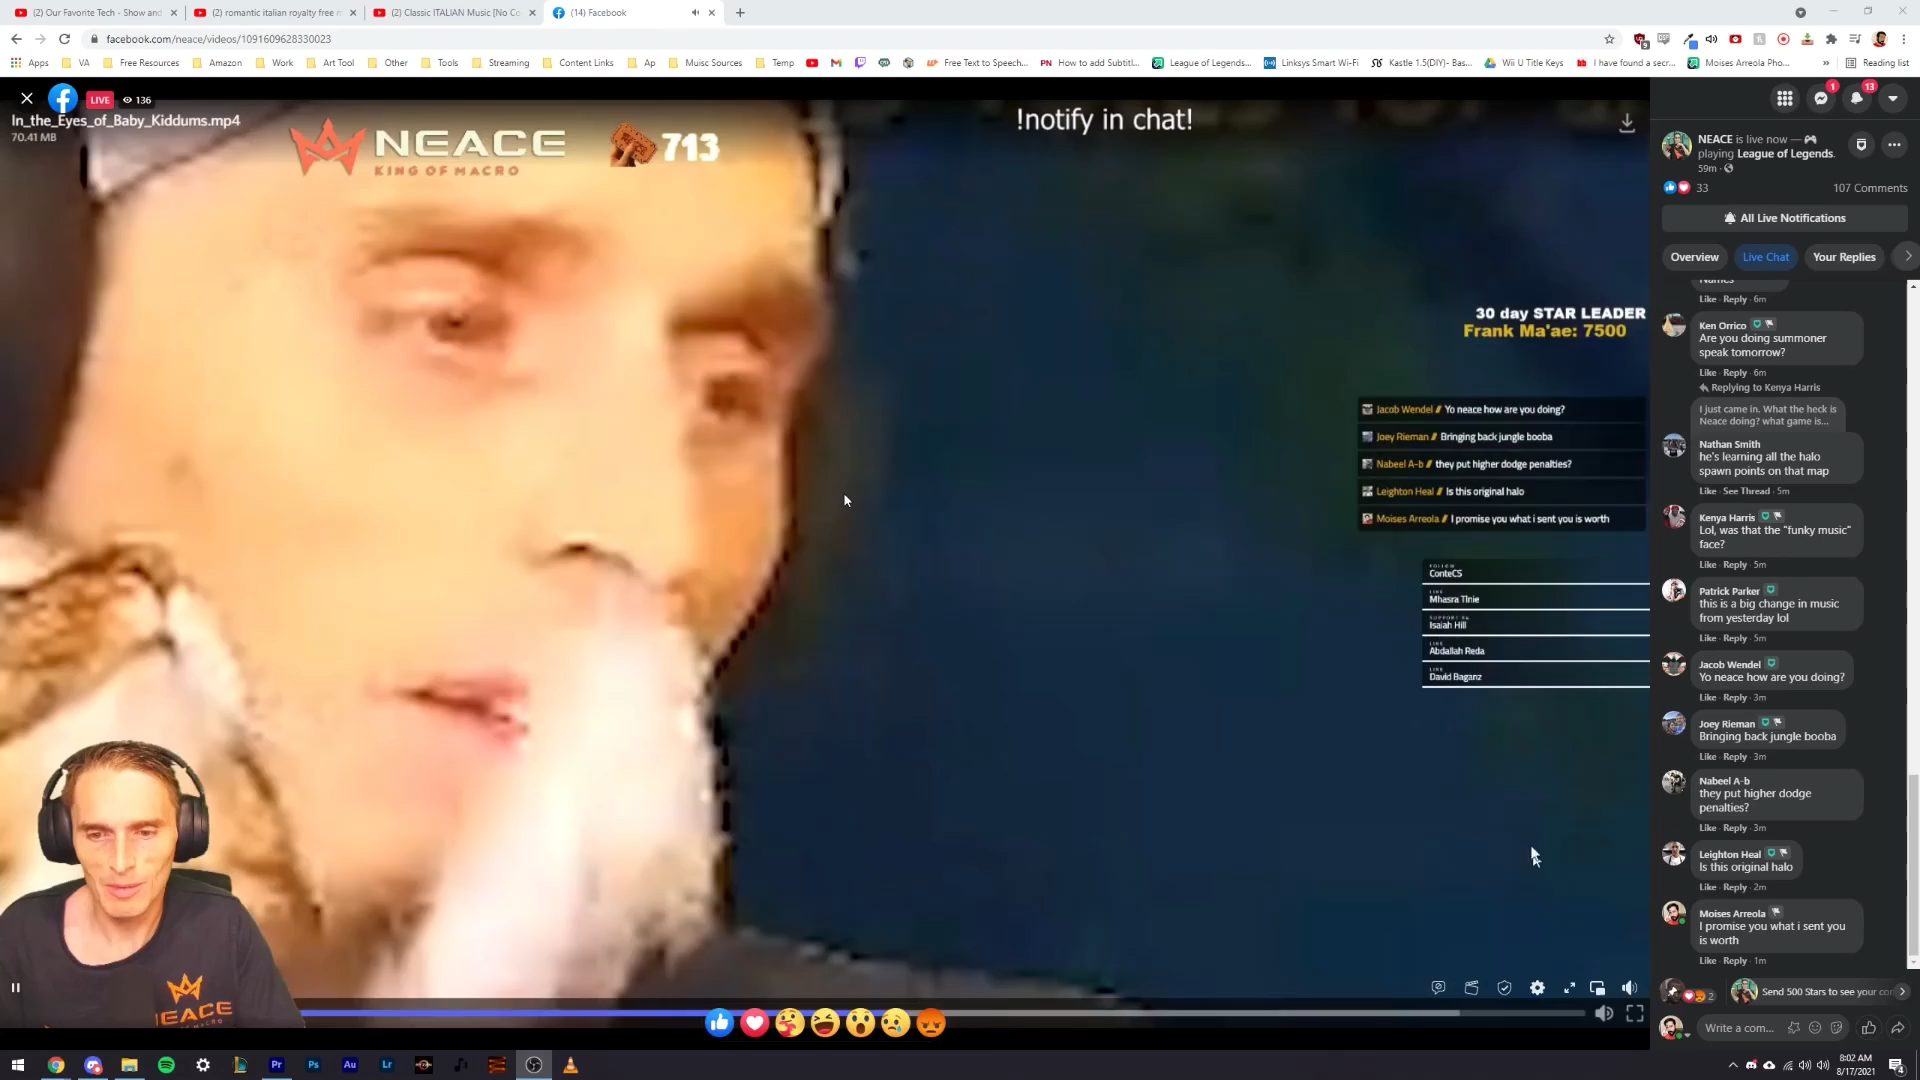 (2) Our Favorite Tech - Show and
(2) romantic italian royalty free m
(2) Classic ITALIAN Music [No Co
(14) Facebook
facebook.com/neace/videos/1091609628330023
Apps
VA
Free Resources
Amazon
Work
Art Tool
Other
Tools
Streaming
Content Links
Ap
Muisc Sources
Temp
Free Text to Speech...
How to add Subtitl...
League of Legends...
Linksys Smart Wi-Fi
Kastle 1.5(DIY)- Bas...
Wii U Title Keys
I have found a secr...
Moises Arreola Pho...
Reading list
LIVE
136
In_the_Eyes_of_Baby_Kiddums.mp4
70.41 MB
NEACE
KING OF MACRO
713
!notify in chat!
30 day STAR LEADER
Frank Ma'ae: 7500
Jacob Wendel // Yo neace how are you doing?
Joey Rieman // Bringing back jungle booba
Nabeel A-b // they put higher dodge penalties?
Leighton Heal // Is this original halo
Moises Arreola // I promise you what i sent you is worth
FOLLOW
ConteCS
LIKE
Mhasra Tlnie
Isaiah Hill
LIKE
Abdallah Reda
LIKE
David Baganz
NEACE
1
13
NEACE is live now —
playing League of Legends.
59m
33
107 Comments
All Live Notifications
Overview
Live Chat
Your Replies
Names
Like · Reply · 6m
Ken Orrico
Are you doing summoner
speak tomorrow?
Like · Reply · 6m
Replying to Kenya Harris
I just came in. What the heck is
Neace doing? what game is...
Nathan Smith
he's learning all the halo
spawn points on that map
Like · See Thread · 5m
Kenya Harris
Lol, was that the "funky music"
face?
Like · Reply · 5m
Patrick Parker
this is a big change in music
from yesterday lol
Like · Reply · 5m
Jacob Wendel
Yo neace how are you doing?
Like · Reply · 3m
Joey Rieman
Bringing back jungle booba
Like · Reply · 3m
Nabeel A-b
they put higher dodge
penalties?
Like · Reply · 3m
Leighton Heal
Is this original halo
Like · Reply · 2m
Moises Arreola
I promise you what i sent you
is worth
Like · Reply · 1m
2
Send 500 Stars to see your co
Write a com...
Pr
Ps
Au
Lr
8:02 AM
8/17/2021
4